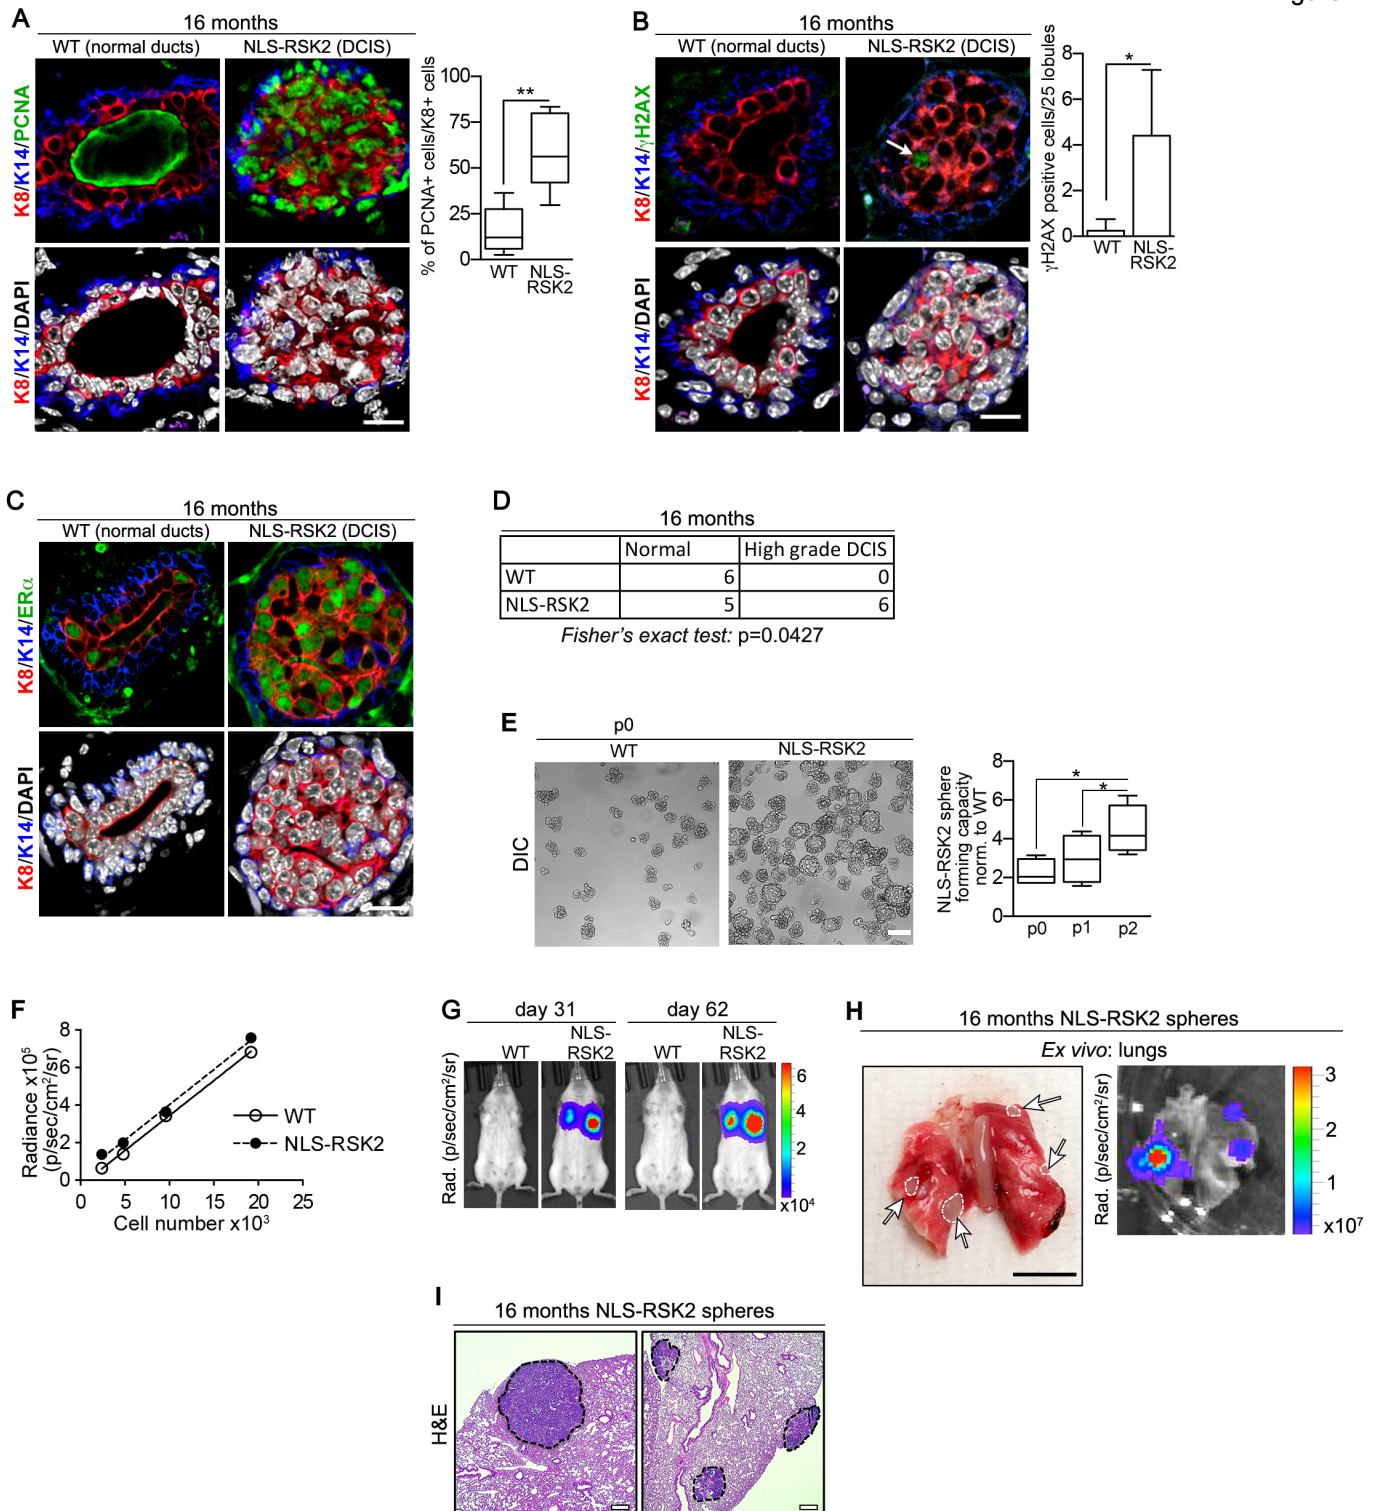 A
16 months
WT (normal ducts)
NLS-RSK2 (DCIS)
K8/K14/PCNA
K8/K14/DAPI
% of PCNA+ cells/K8+ cells
100
75
50
25
0
**
WT
NLS-
RSK2
B
16 months
WT (normal ducts)
NLS-RSK2 (DCIS)
K8/K14/γH2AX
K8/K14/DAPI
γH2AX positive cells/25 lobules
8
6
4
2
0
*
WT
NLS-
RSK2
C
16 months
WT (normal ducts)
NLS-RSK2 (DCIS)
K8/K14/ERα
K8/K14/DAPI
D
16 months
Normal High grade DCIS
WT 6 0
NLS-RSK2 5 6
Fisher's exact test: p=0.0427
E
p0
WT
NLS-RSK2
DIC
NLS-RSK2 sphere
forming capacity
norm. to WT
8
6
4
2
0
*
*
p0 p1 p2
F
Radiance x10⁵
(p/sec/cm²/sr)
8
6
4
2
0
0 5 10 15 20 25
Cell number x10³
WT
NLS-RSK2
G
day 31
day 62
WT
NLS-
RSK2
WT
NLS-
RSK2
Rad. (p/sec/cm²/sr)
6
4
2
x10⁴
H
16 months NLS-RSK2 spheres
Ex vivo: lungs
Rad. (p/sec/cm²/sr)
3
2
1
x10⁷
I
16 months NLS-RSK2 spheres
H&E